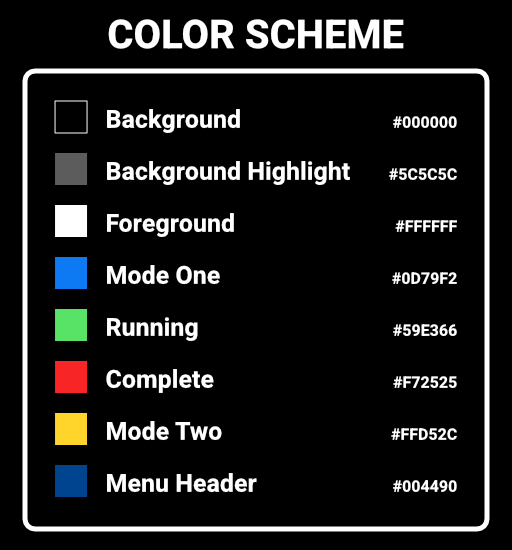 COLOR SCHEME
Background #000000
Background Highlight #5C5C5C
Foreground #FFFFFF
Mode One #0D79F2
Running #59E366
Complete #F72525
Mode Two #FFD52C
Menu Header #004490